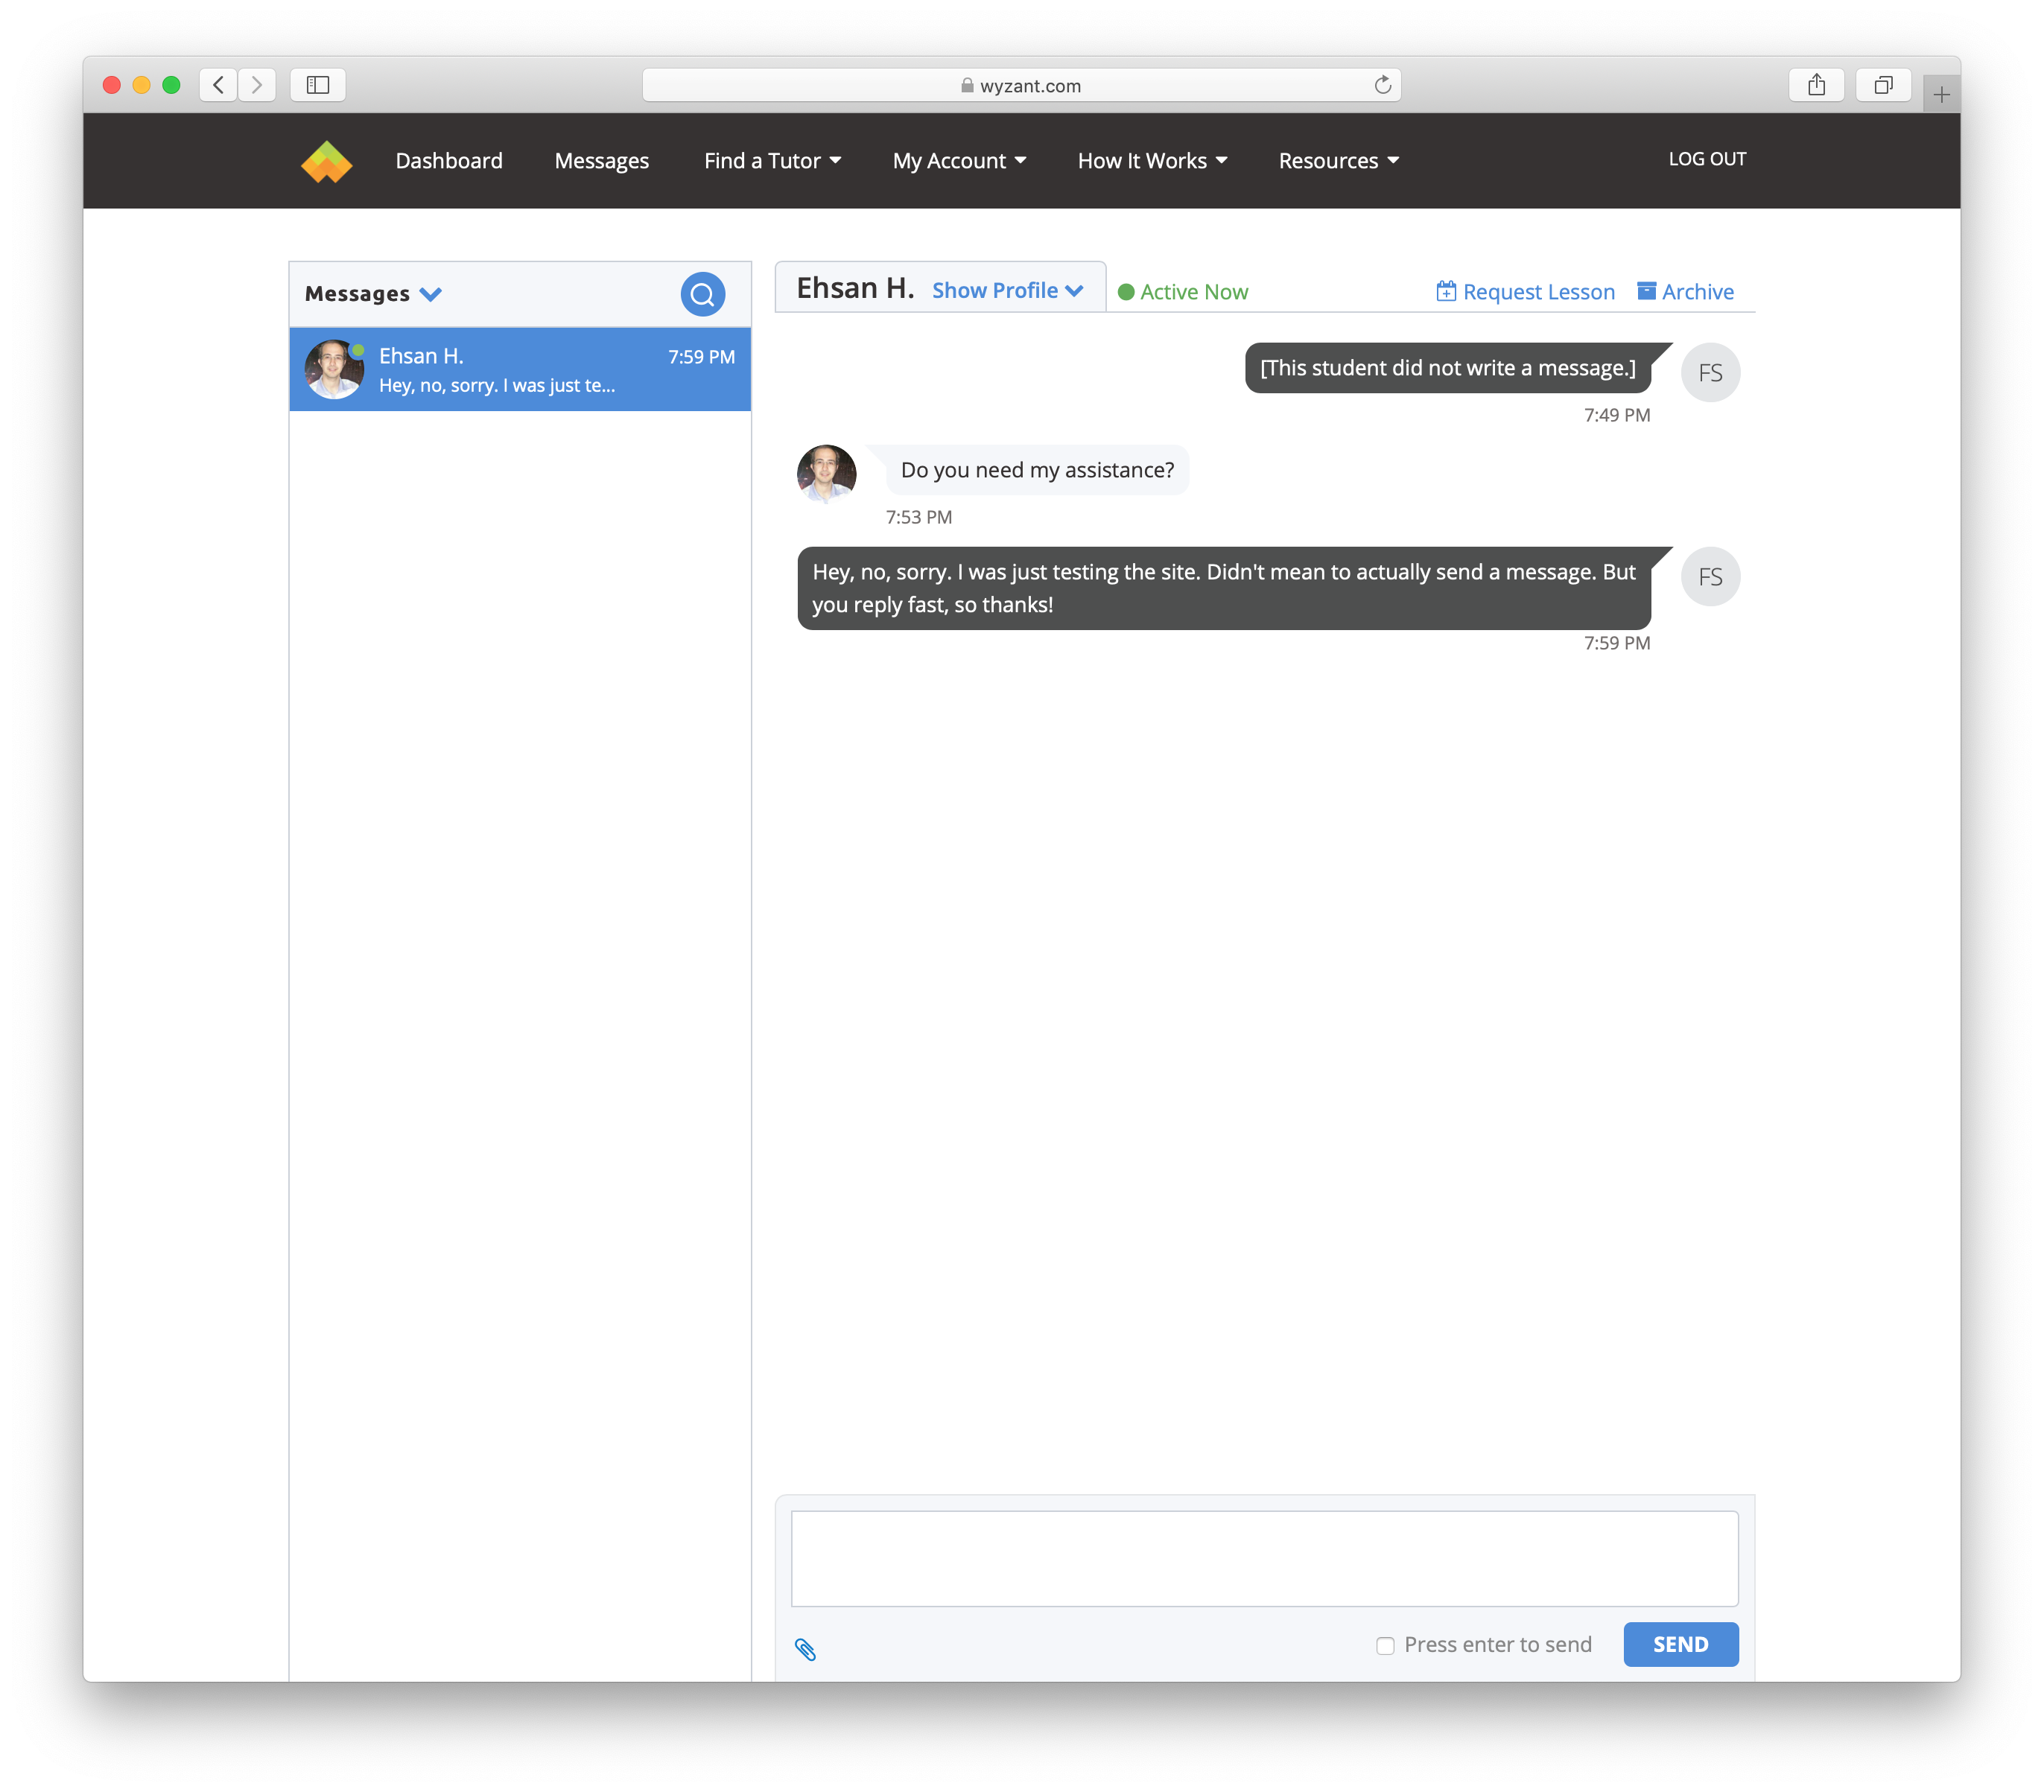 wyzant.com
Dashboard Messages Find a Tutor My Account How It Works Resources LOG OUT
Messages
Ehsan H. 7:59 PM
Hey, no, sorry. I was just te...
Ehsan H. Show Profile Active Now Request Lesson Archive
[This student did not write a message.] FS
7:49 PM
Do you need my assistance?
7:53 PM
Hey, no, sorry. I was just testing the site. Didn't mean to actually send a message. But FS
you reply fast, so thanks!
7:59 PM
Press enter to send SEND